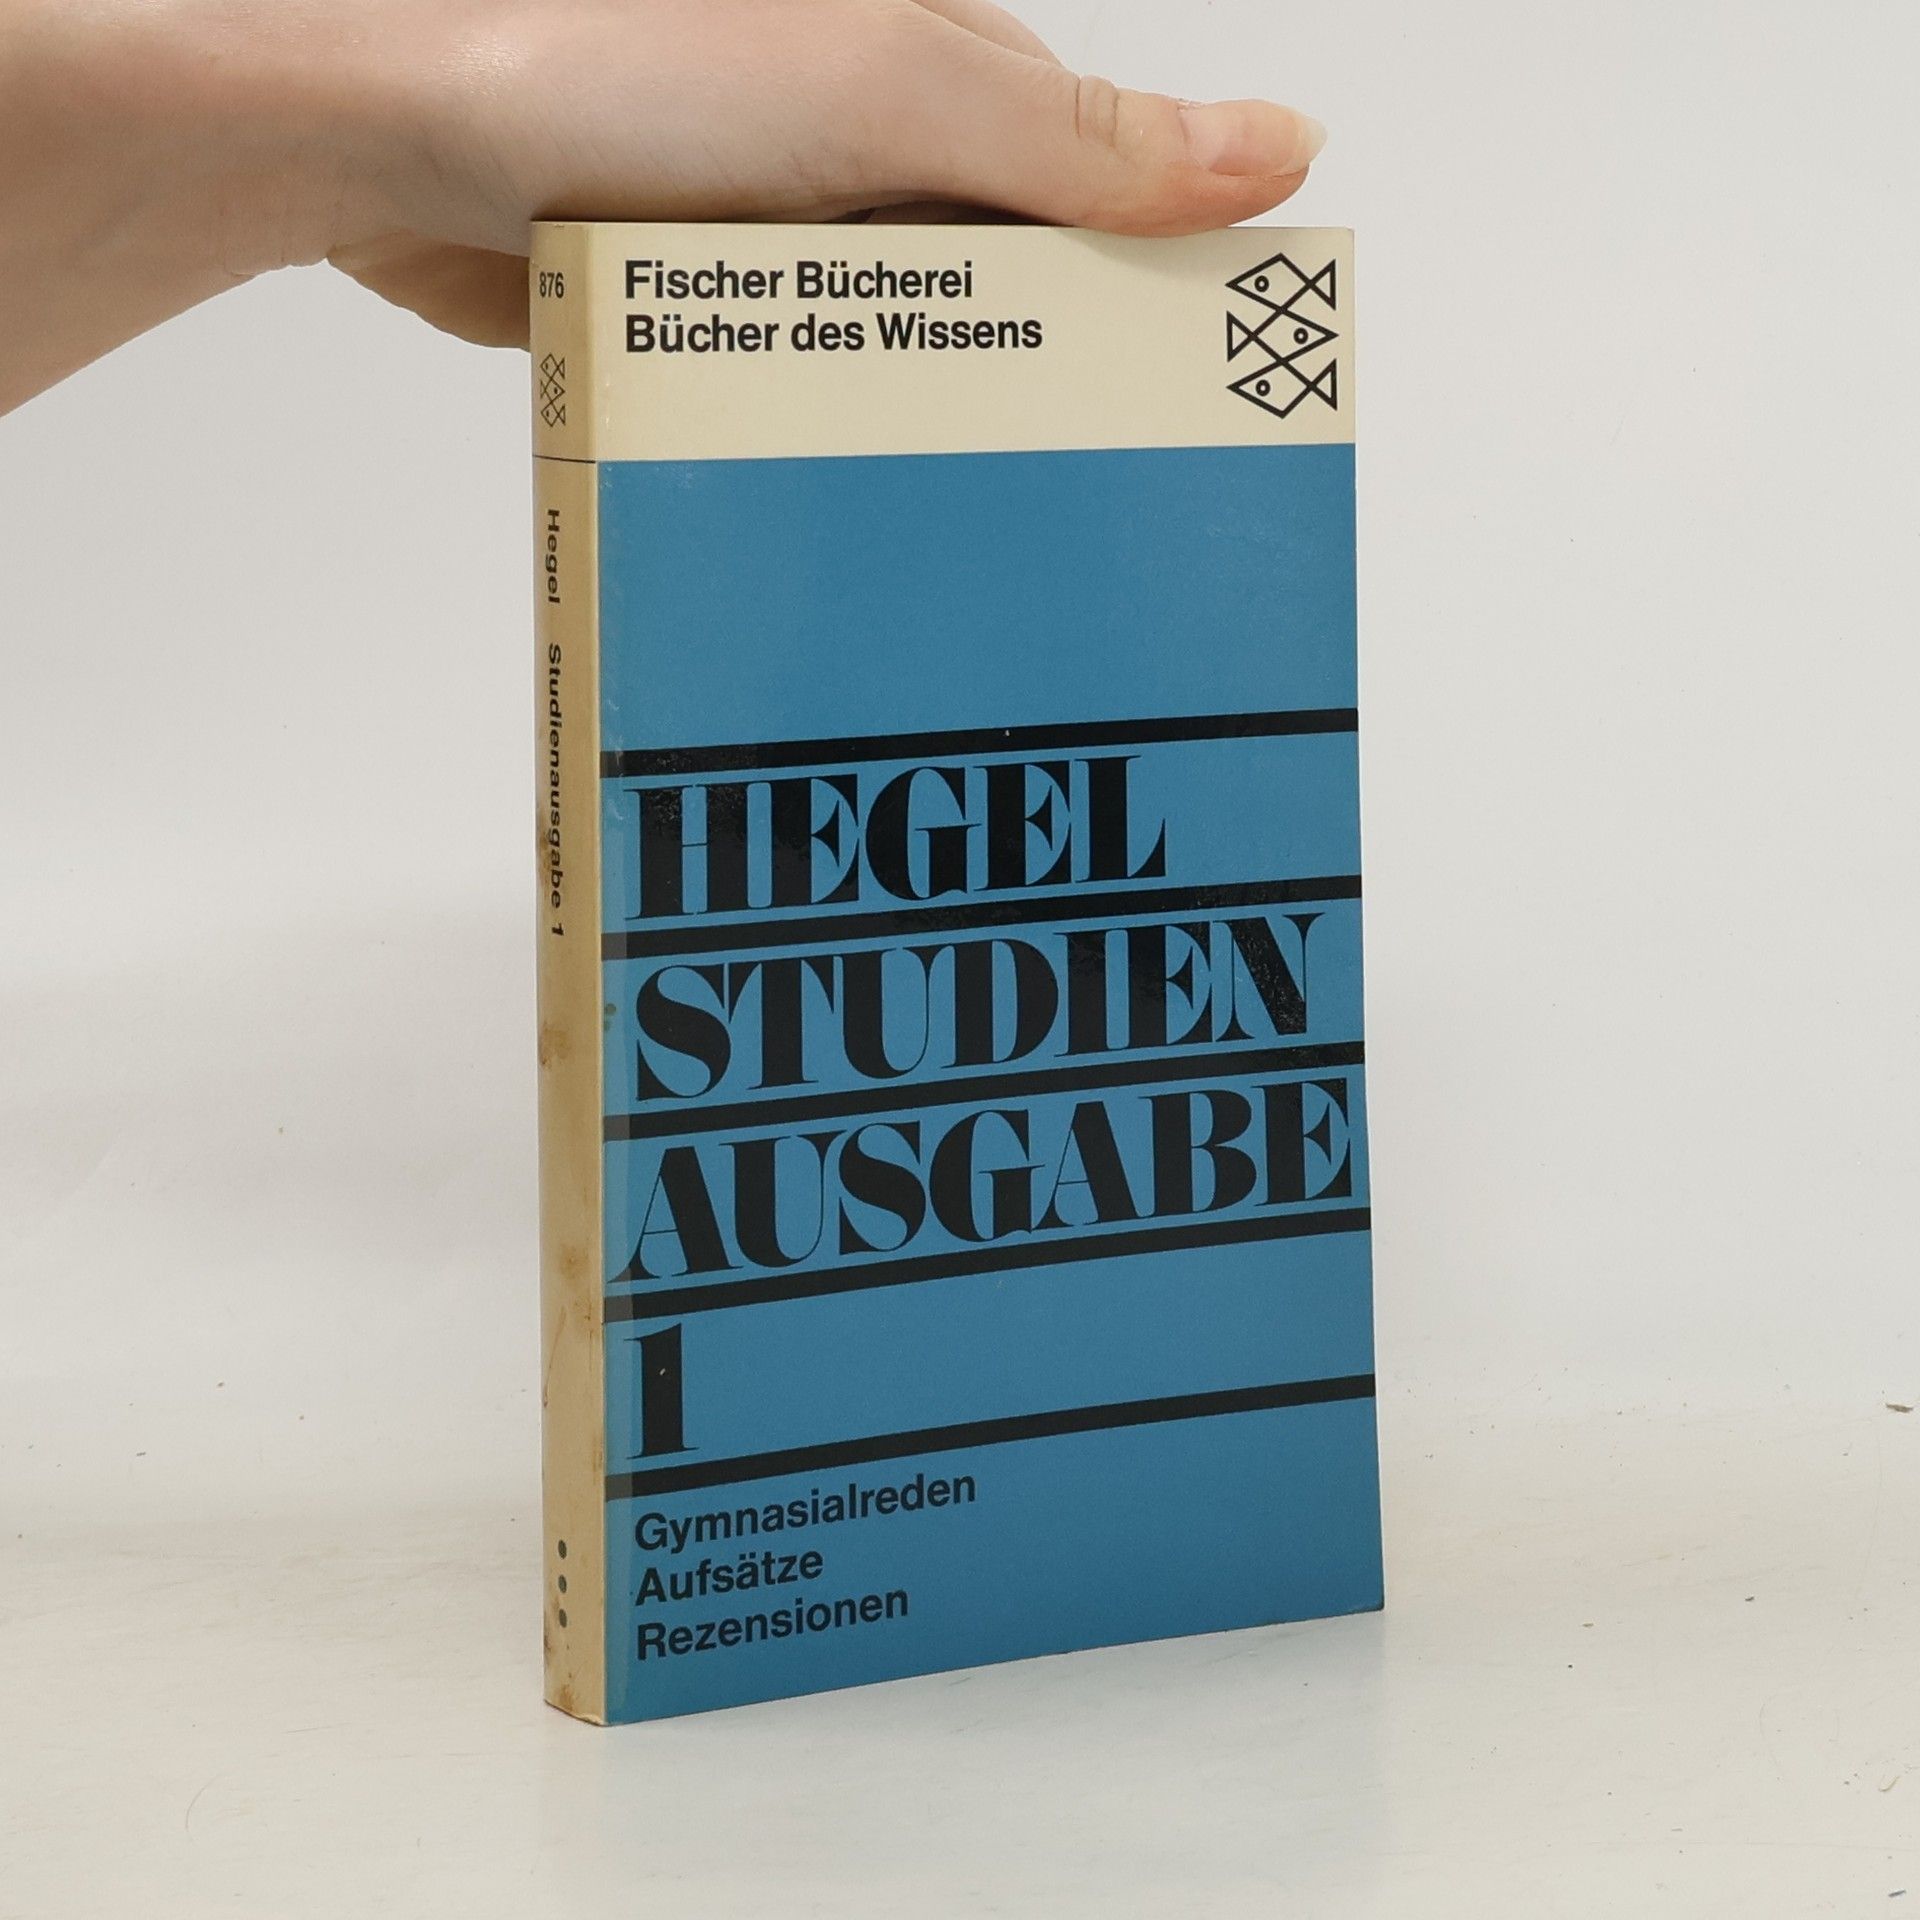 876
Hegel Studienausgabe 1
Fischer Bücherei
Bücher des Wissens
HEGEL
STUDIEN
AUSGABE
1
Gymnasialreden
Aufsätze
Rezensionen